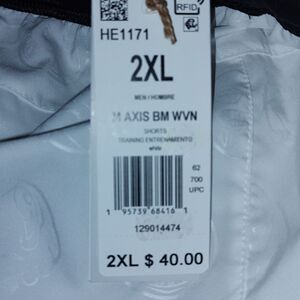 RFID
HE1171
2XL
MEN / HOMBRE
AXIS BM WVN
SHORTS
TRAINING ENTRENAMIENTO
white
62
700
UPC
1 95739 68416 1
129014474
2XL $ 40.00